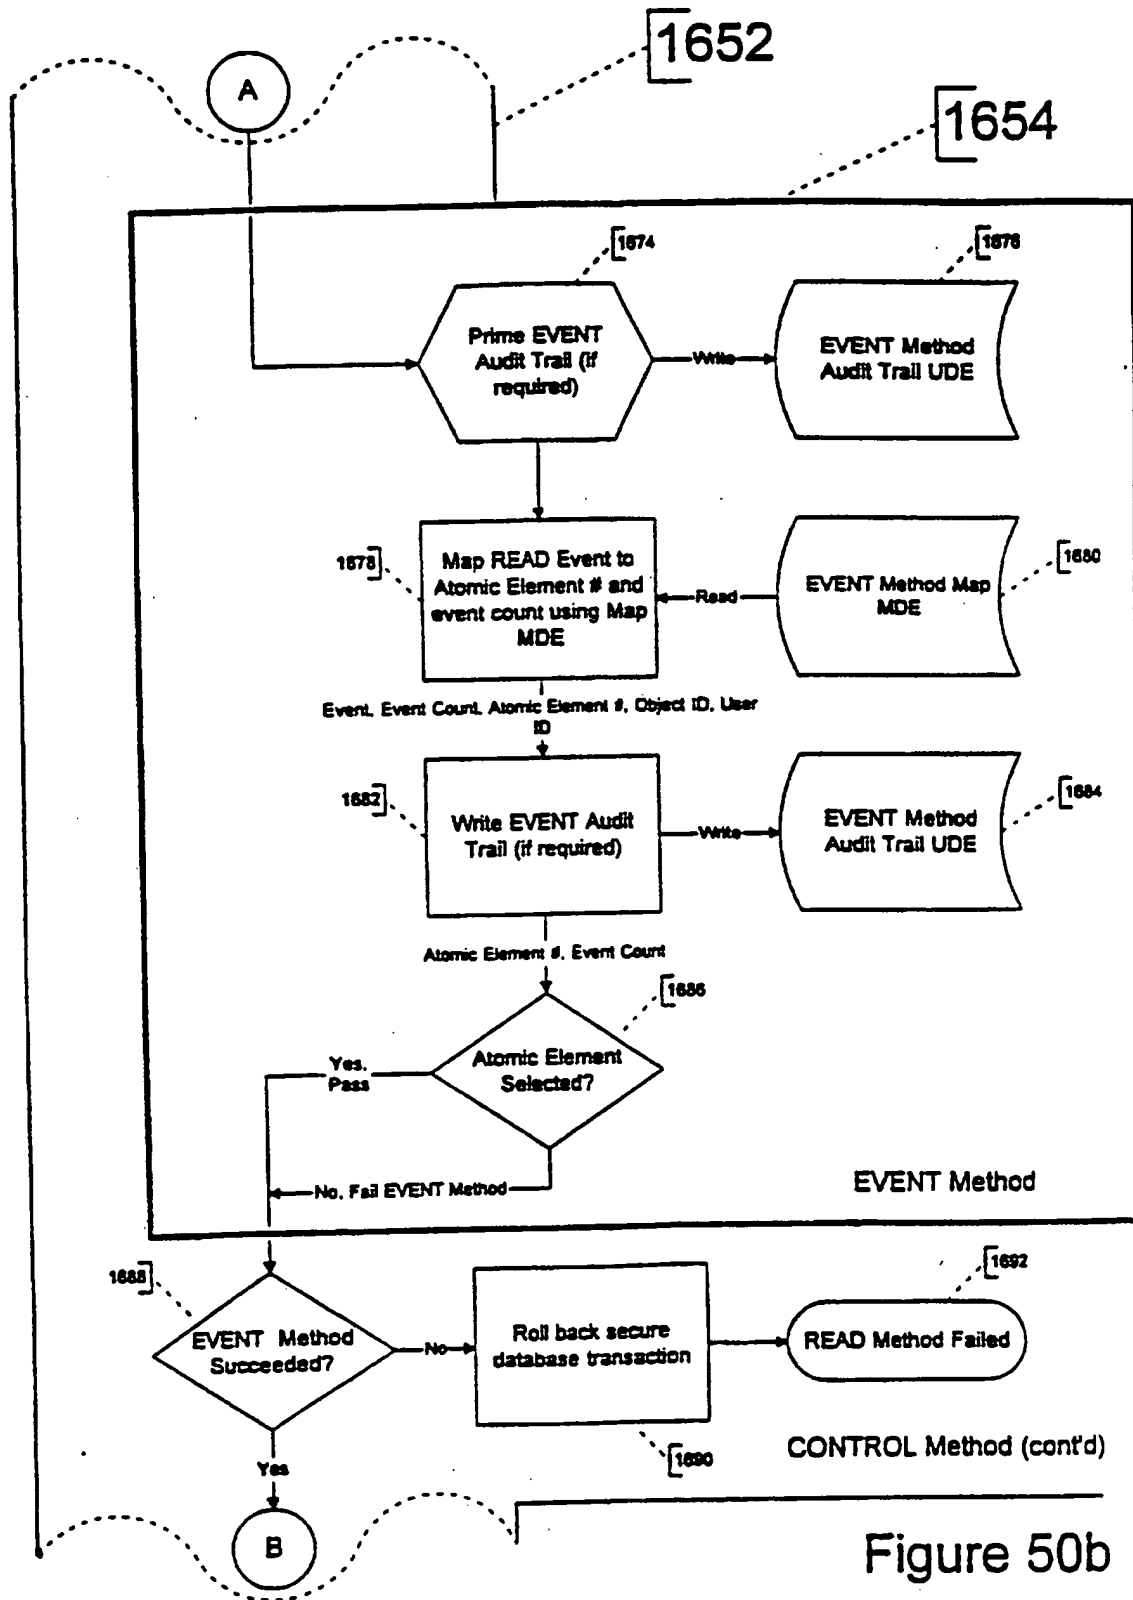 1652
A
1654
1674
1676
Prime EVENT
Audit Trail (if
required)
Write
EVENT Method
Audit Trail UDE
1678
Map READ Event to
Atomic Element # and
event count using Map
MDE
Read
EVENT Method Map
MDE
1680
Event, Event Count, Atomic Element #, Object ID, User
ID
1682
Write EVENT Audit
Trail (if required)
Write
EVENT Method
Audit Trail UDE
1684
Atomic Element #, Event Count
1686
Atomic Element
Selected?
Yes,
Pass
No, Fail EVENT Method
EVENT Method
1688
EVENT Method
Succeeded?
No
Roll back secure
database transaction
1692
READ Method Failed
1690
CONTROL Method (cont'd)
Yes
B
Figure 50b